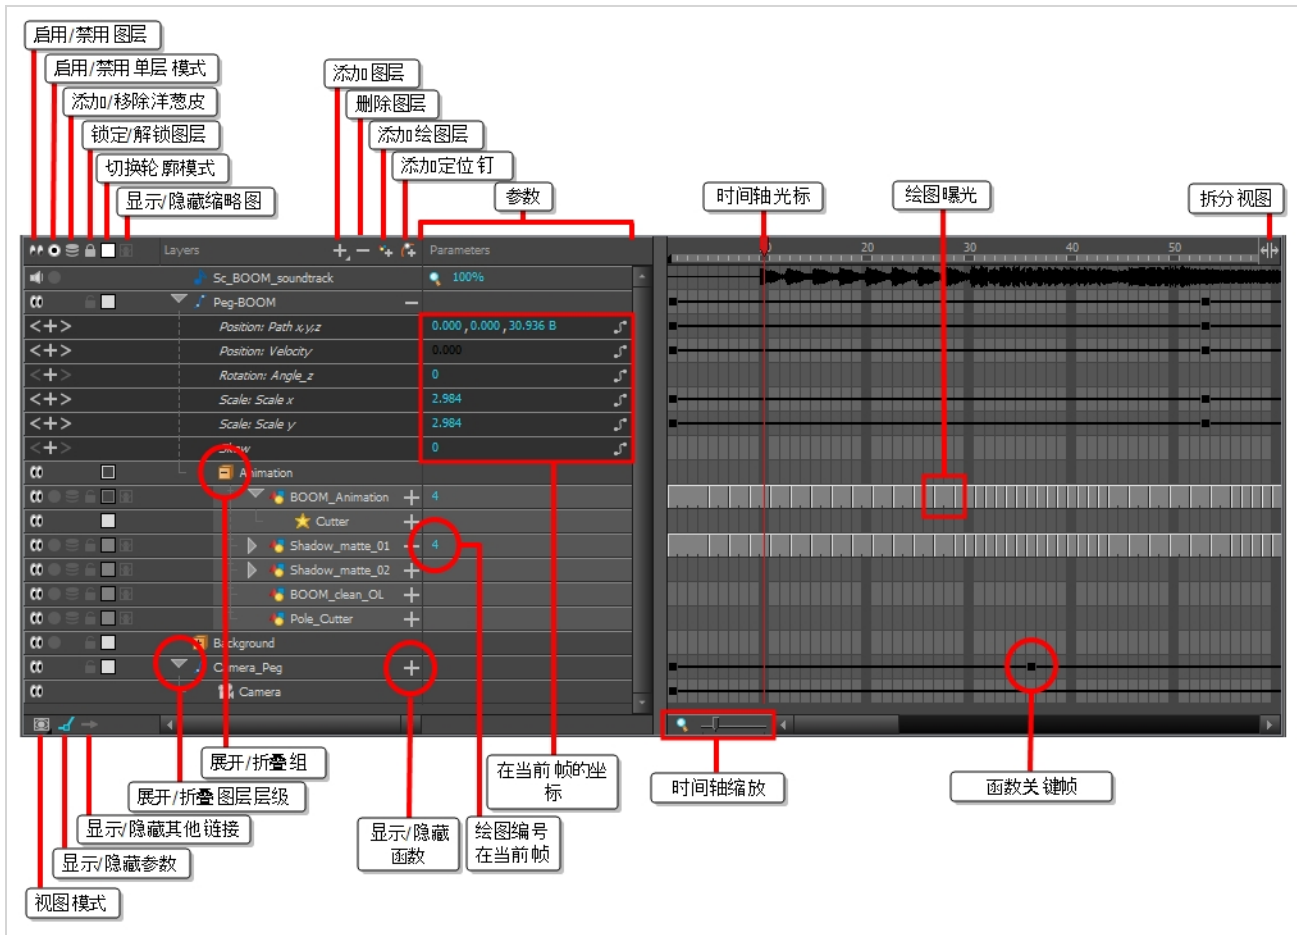 启用/禁用图层
启用/禁用单层模式
添加/移除洋葱皮
锁定/解锁图层
切换轮廓模式
显示/隐藏缩略图
添加图层
删除图层
添加绘图层
添加定位钉
参数
时间轴光标
绘图曝光
拆分视图
Layers
Parameters
10 20 30 40 50
Sc_BOOM_soundtrack
100%
Peg-BOOM
Position: Path x,y,z
0.000 , 0.000 , 30.936 B
Position: Velocity
0.000
Rotation: Angle_z
0
Scale: Scale x
2.984
Scale: Scale y
2.984
Skew
0
Animation
BOOM_Animation
4
Cutter
Shadow_matte_01
4
Shadow_matte_02
BOOM_clean_OL
Pole_Cutter
Background
Camera_Peg
Camera
展开/折叠组
展开/折叠图层层级
显示/隐藏其他链接
显示/隐藏参数
视图模式
显示/隐藏
函数
绘图编号
在当前帧
在当前帧的坐
标
时间轴缩放
函数关键帧